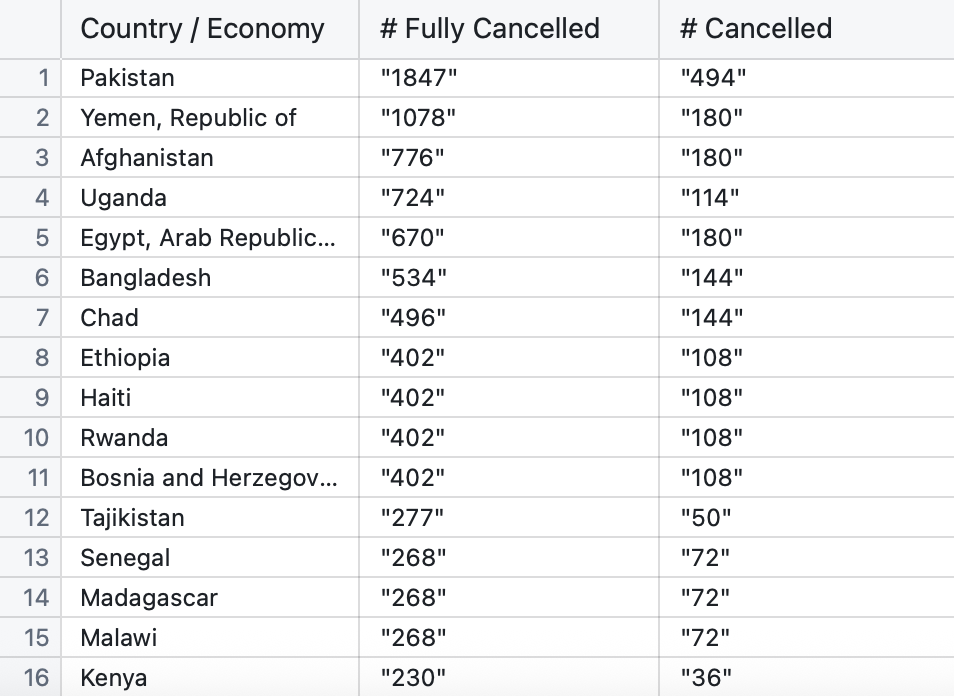 Country / Economy # Fully Cancelled # Cancelled
1 Pakistan "1847" "494"
2 Yemen, Republic of "1078" "180"
3 Afghanistan "776" "180"
4 Uganda "724" "114"
5 Egypt, Arab Republic... "670" "180"
6 Bangladesh "534" "144"
7 Chad "496" "144"
8 Ethiopia "402" "108"
9 Haiti "402" "108"
10 Rwanda "402" "108"
11 Bosnia and Herzegov... "402" "108"
12 Tajikistan "277" "50"
13 Senegal "268" "72"
14 Madagascar "268" "72"
15 Malawi "268" "72"
16 Kenya "230" "36"